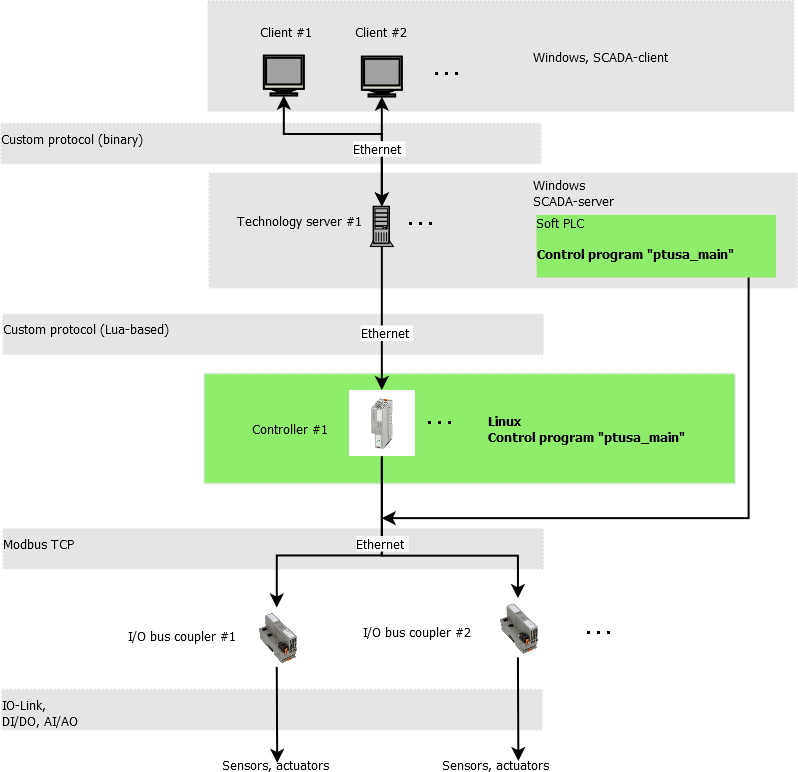 Client #1
Client #2
...
Windows, SCADA-client
Custom protocol (binary)
Ethernet
Windows
SCADA-server
Technology server #1
...
Soft PLC
Control program "ptusa_main"
Custom protocol (Lua-based)
Ethernet
Controller #1
...
Linux
Control program "ptusa_main"
Modbus TCP
Ethernet
I/O bus coupler #1
I/O bus coupler #2
...
IO-Link,
DI/DO, AI/AO
Sensors, actuators
Sensors, actuators